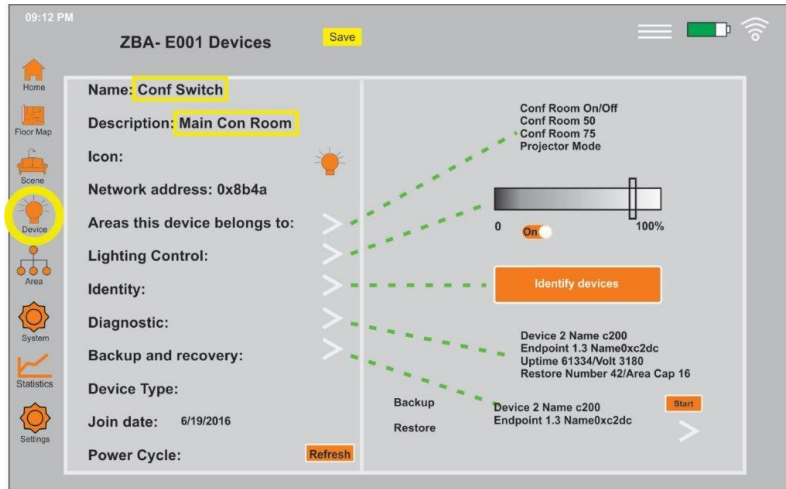 09:12 PM
ZBA- E001 Devices
Save
Home
Floor Map
Scene
Device
Area
System
Statistics
Settings
Name: Conf Switch
Description: Main Con Room
Icon:
Network address: 0x8b4a
Areas this device belongs to:
Lighting Control:
Identity:
Diagnostic:
Backup and recovery:
Device Type:
Join date: 6/19/2016
Power Cycle:
Refresh
Conf Room On/Off
Conf Room 50
Conf Room 75
Projector Mode
0
On
100%
Identify devices
Device 2 Name c200
Endpoint 1.3 Name0xc2dc
Uptime 61334/Volt 3180
Restore Number 42/Area Cap 16
Backup
Restore
Device 2 Name c200
Endpoint 1.3 Name0xc2dc
Start